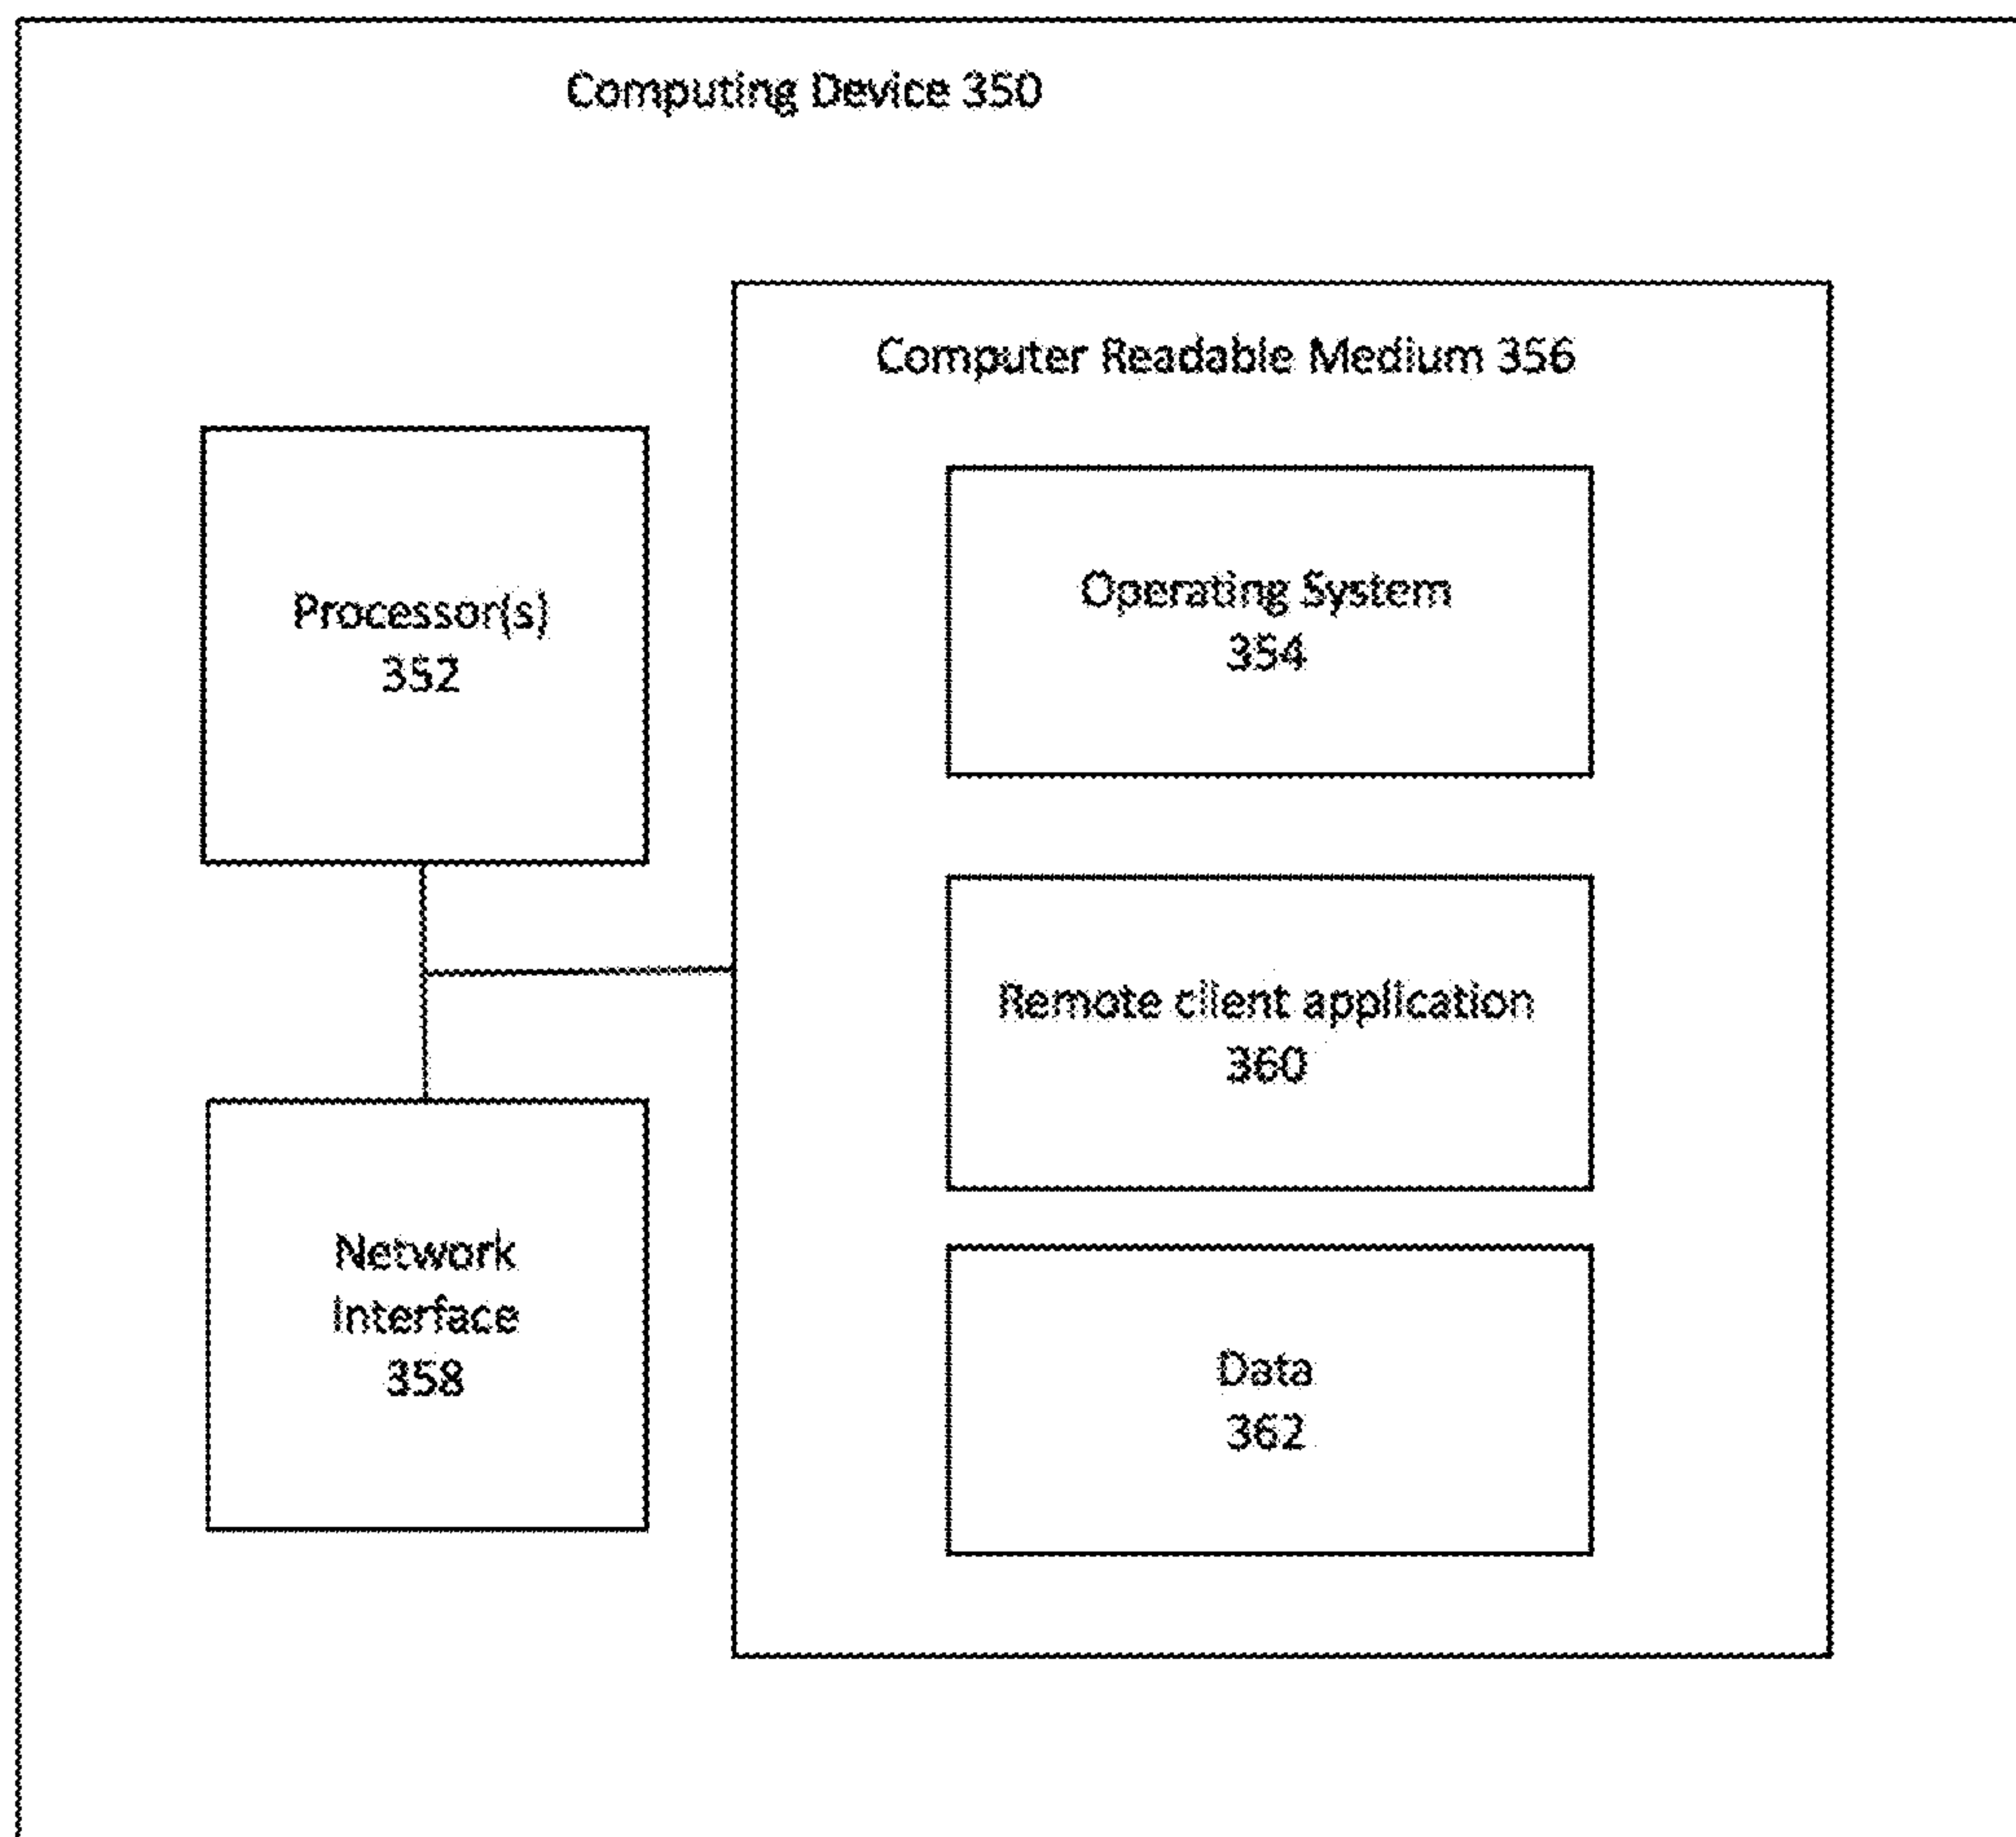 Computing Device 350
Computer Readable Medium 356
Processor(s)
352
Operating System
354
Remote client application
360
Network
Interface
358
Data
362